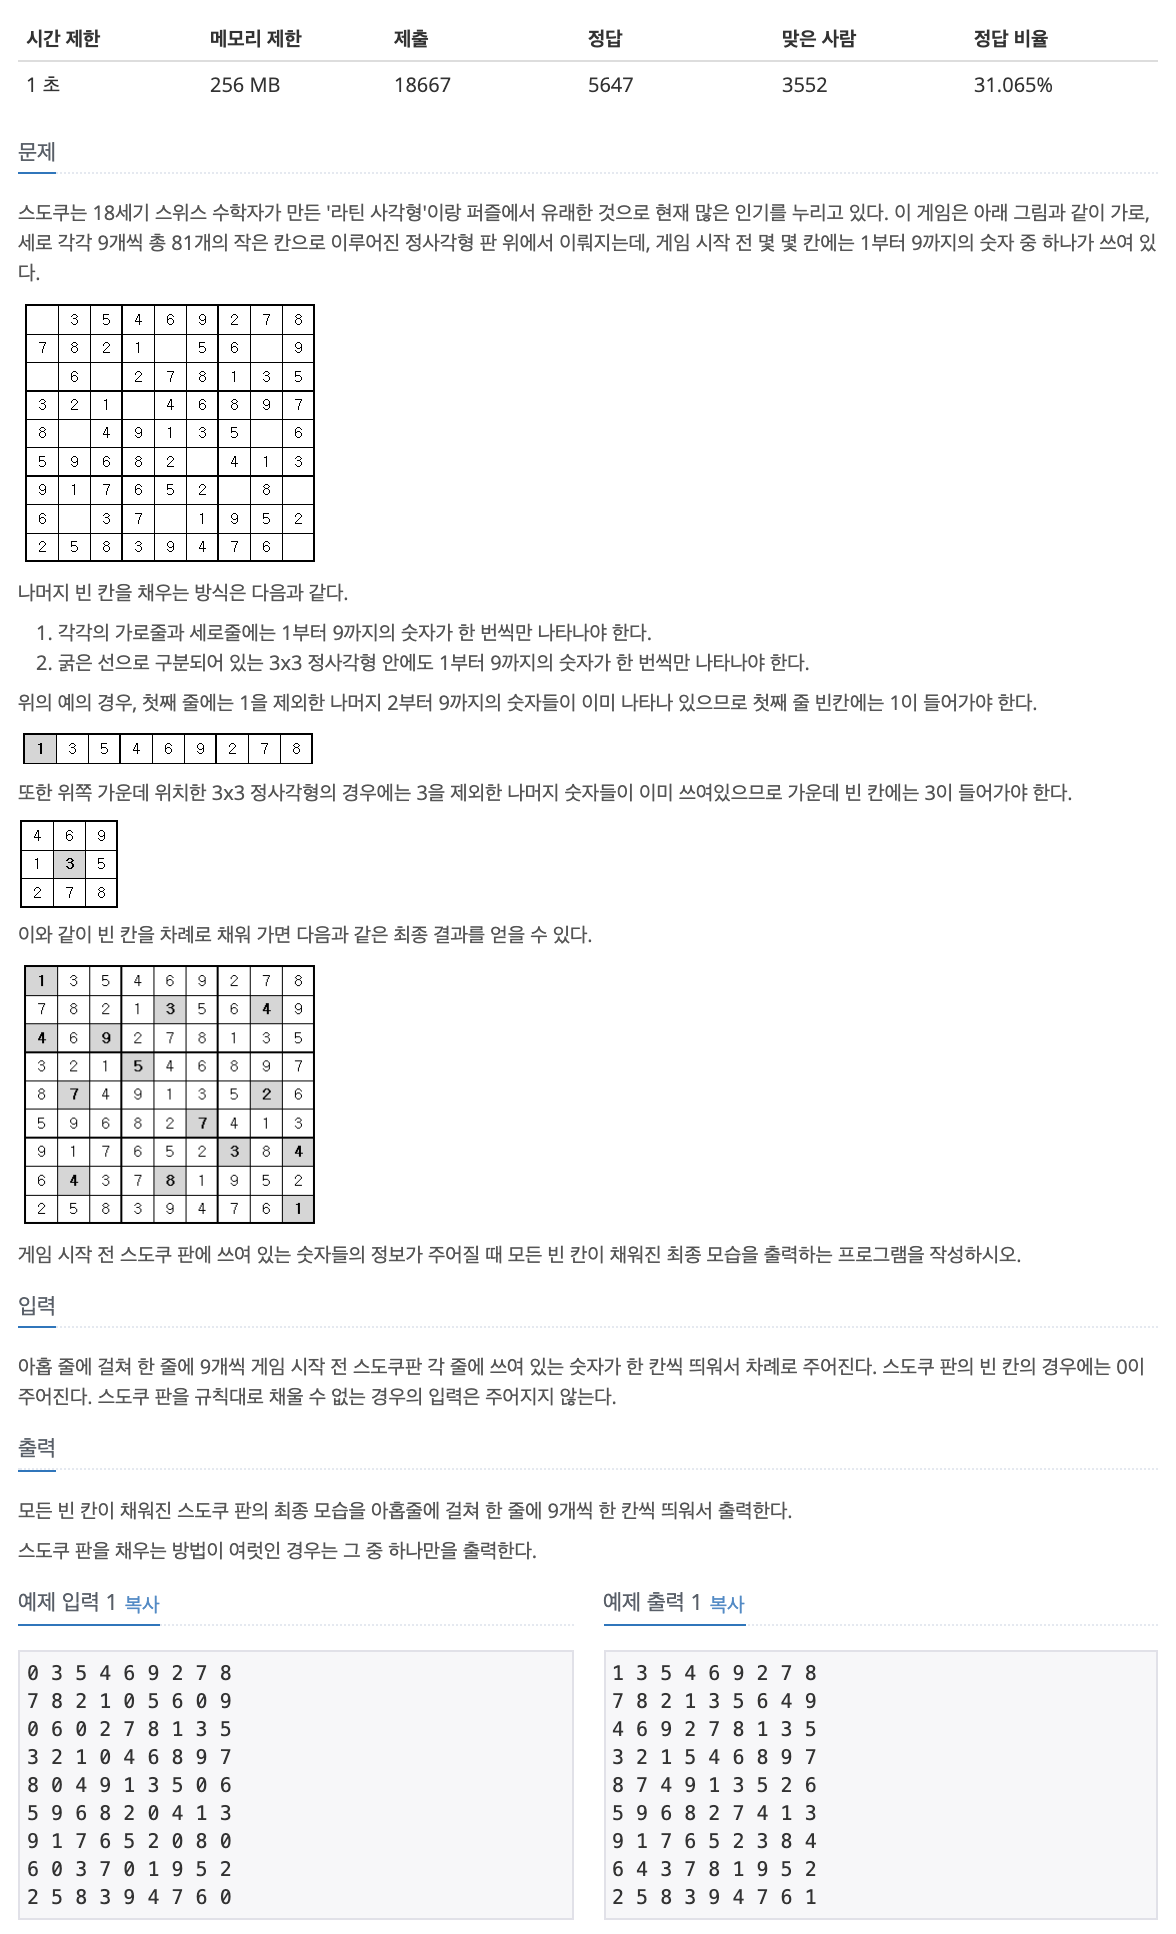 시간 제한 메모리 제한 제출 정답 맞은 사람 정답 비율
1 초 256 MB 18667 5647 3552 31.065%
문제
스도쿠는 18세기 스위스 수학자가 만든 '라틴 사각형'이랑 퍼즐에서 유래한 것으로 현재 많은 인기를 누리고 있다. 이 게임은 아래 그림과 같이 가로,
세로 각각 9개씩 총 81개의 작은 칸으로 이루어진 정사각형 판 위에서 이뤄지는데, 게임 시작 전 몇 몇 칸에는 1부터 9까지의 숫자 중 하나가 쓰여 있
다.
3 5 4 6 9 2 7 8
7 8 2 1 5 6 9
6 2 7 8 1 3 5
3 2 1 4 6 8 9 7
8 4 9 1 3 5 6
5 9 6 8 2 4 1 3
9 1 7 6 5 2 8
6 3 7 1 9 5 2
2 5 8 3 9 4 7 6
나머지 빈 칸을 채우는 방식은 다음과 같다.
1. 각각의 가로줄과 세로줄에는 1부터 9까지의 숫자가 한 번씩만 나타나야 한다.
2. 굵은 선으로 구분되어 있는 3x3 정사각형 안에도 1부터 9까지의 숫자가 한 번씩만 나타나야 한다.
위의 예의 경우, 첫째 줄에는 1을 제외한 나머지 2부터 9까지의 숫자들이 이미 나타나 있으므로 첫째 줄 빈칸에는 1이 들어가야 한다.
1 3 5 4 6 9 2 7 8
또한 위쪽 가운데 위치한 3x3 정사각형의 경우에는 3을 제외한 나머지 숫자들이 이미 쓰여있으므로 가운데 빈 칸에는 3이 들어가야 한다.
4 6 9
1 3 5
2 7 8
이와 같이 빈 칸을 차례로 채워 가면 다음과 같은 최종 결과를 얻을 수 있다.
1 3 5 4 6 9 2 7 8
7 8 2 1 3 5 6 4 9
4 6 9 2 7 8 1 3 5
3 2 1 5 4 6 8 9 7
8 7 4 9 1 3 5 2 6
5 9 6 8 2 7 4 1 3
9 1 7 6 5 2 3 8 4
6 4 3 7 8 1 9 5 2
2 5 8 3 9 4 7 6 1
게임 시작 전 스도쿠 판에 쓰여 있는 숫자들의 정보가 주어질 때 모든 빈 칸이 채워진 최종 모습을 출력하는 프로그램을 작성하시오.
입력
아홉 줄에 걸쳐 한 줄에 9개씩 게임 시작 전 스도쿠판 각 줄에 쓰여 있는 숫자가 한 칸씩 띄워서 차례로 주어진다. 스도쿠 판의 빈 칸의 경우에는 0이
주어진다. 스도쿠 판을 규칙대로 채울 수 없는 경우의 입력은 주어지지 않는다.
출력
모든 빈 칸이 채워진 스도쿠 판의 최종 모습을 아홉줄에 걸쳐 한 줄에 9개씩 한 칸씩 띄워서 출력한다.
스도쿠 판을 채우는 방법이 여럿인 경우는 그 중 하나만을 출력한다.
예제 입력 1 복사
0 3 5 4 6 9 2 7 8
7 8 2 1 0 5 6 0 9
0 6 0 2 7 8 1 3 5
3 2 1 0 4 6 8 9 7
8 0 4 9 1 3 5 0 6
5 9 6 8 2 0 4 1 3
9 1 7 6 5 2 0 8 0
6 0 3 7 0 1 9 5 2
2 5 8 3 9 4 7 6 0
예제 출력 1 복사
1 3 5 4 6 9 2 7 8
7 8 2 1 3 5 6 4 9
4 6 9 2 7 8 1 3 5
3 2 1 5 4 6 8 9 7
8 7 4 9 1 3 5 2 6
5 9 6 8 2 7 4 1 3
9 1 7 6 5 2 3 8 4
6 4 3 7 8 1 9 5 2
2 5 8 3 9 4 7 6 1